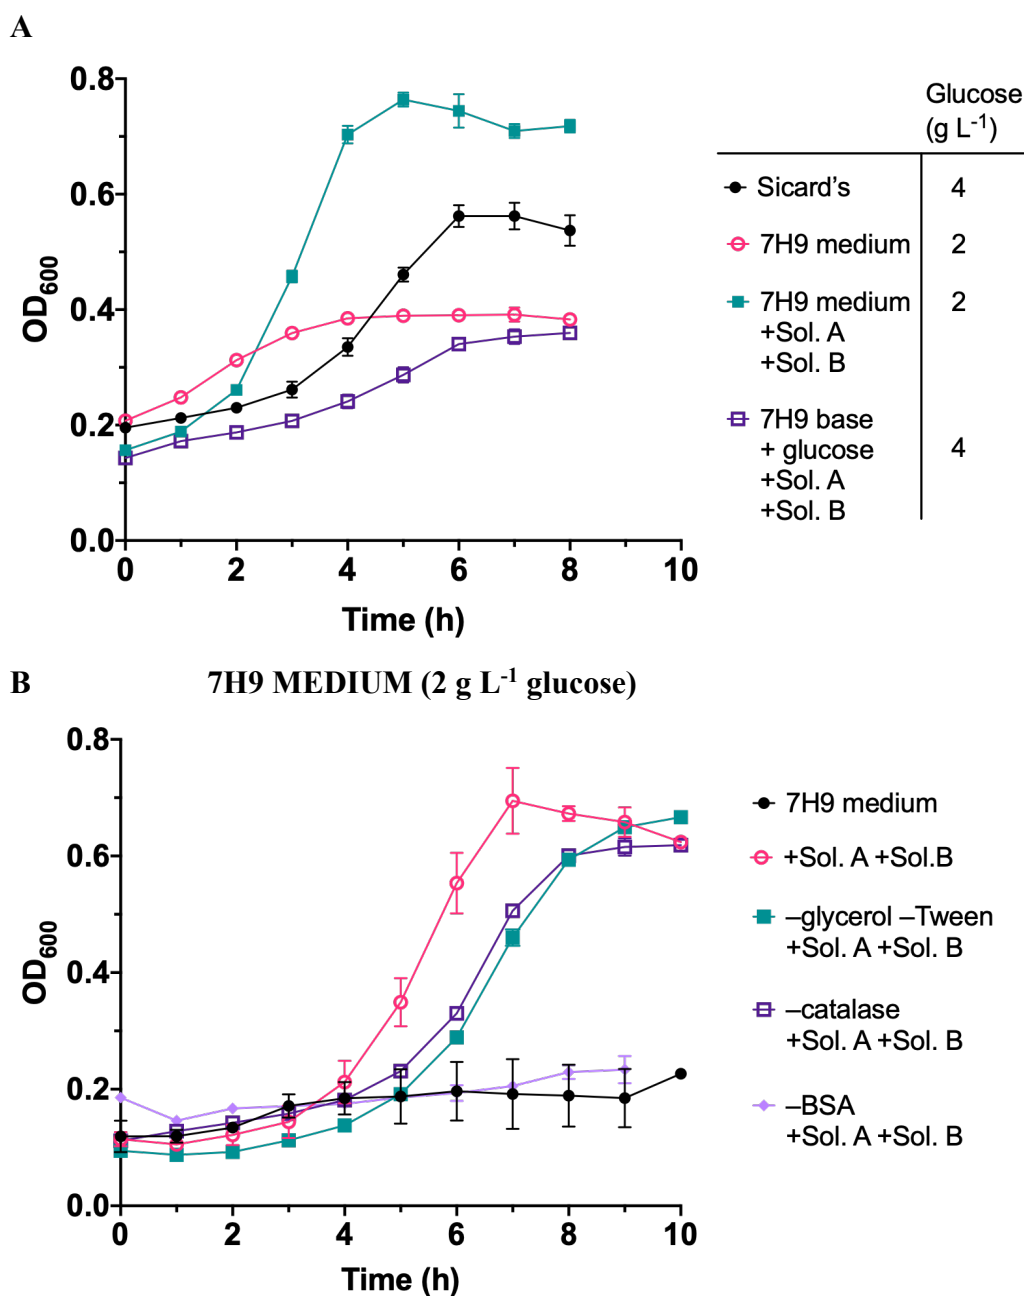 A
0.8
0.6
0.4
0.2
0.0
OD600
0 2 4 6 8 10
Time (h)
Glucose
(g L-1)
Sicard's 4
7H9 medium 2
7H9 medium 2
+Sol. A
+Sol. B
7H9 base
+ glucose 4
+Sol. A
+Sol. B
B 7H9 MEDIUM (2 g L-1 glucose)
0.8
0.6
0.4
0.2
0.0
OD600
0 2 4 6 8 10
Time (h)
7H9 medium
+Sol. A +Sol.B
–glycerol –Tween
+Sol. A +Sol. B
–catalase
+Sol. A +Sol. B
–BSA
+Sol. A +Sol. B